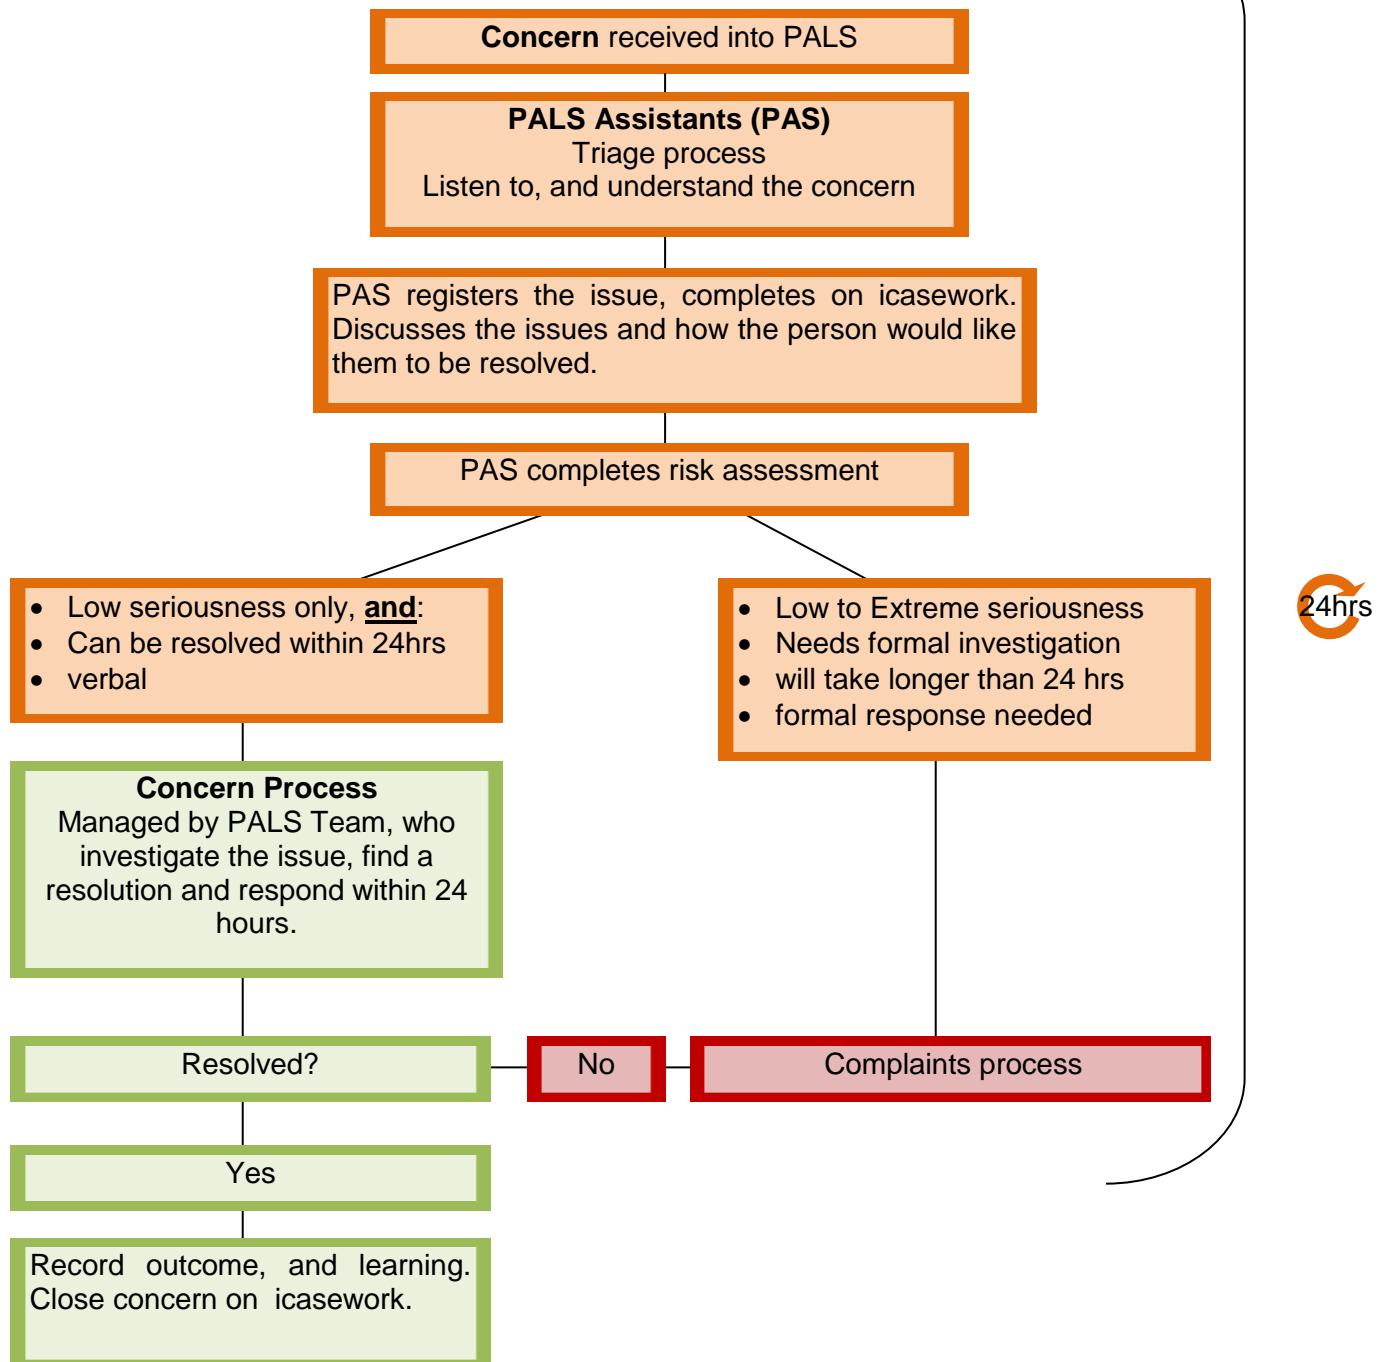 Concern received into PALS
PALS Assistants (PAS)
Triage process
Listen to, and understand the concern
PAS registers the issue, completes on icasework.
Discusses the issues and how the person would like
them to be resolved.
PAS completes risk assessment
• Low seriousness only, and:
• Can be resolved within 24hrs
• verbal
• Low to Extreme seriousness
• Needs formal investigation
• will take longer than 24 hrs
• formal response needed
24hrs
Concern Process
Managed by PALS Team, who
investigate the issue, find a
resolution and respond within 24
hours.
Resolved?
No
Complaints process
Yes
Record outcome, and learning.
Close concern on icasework.